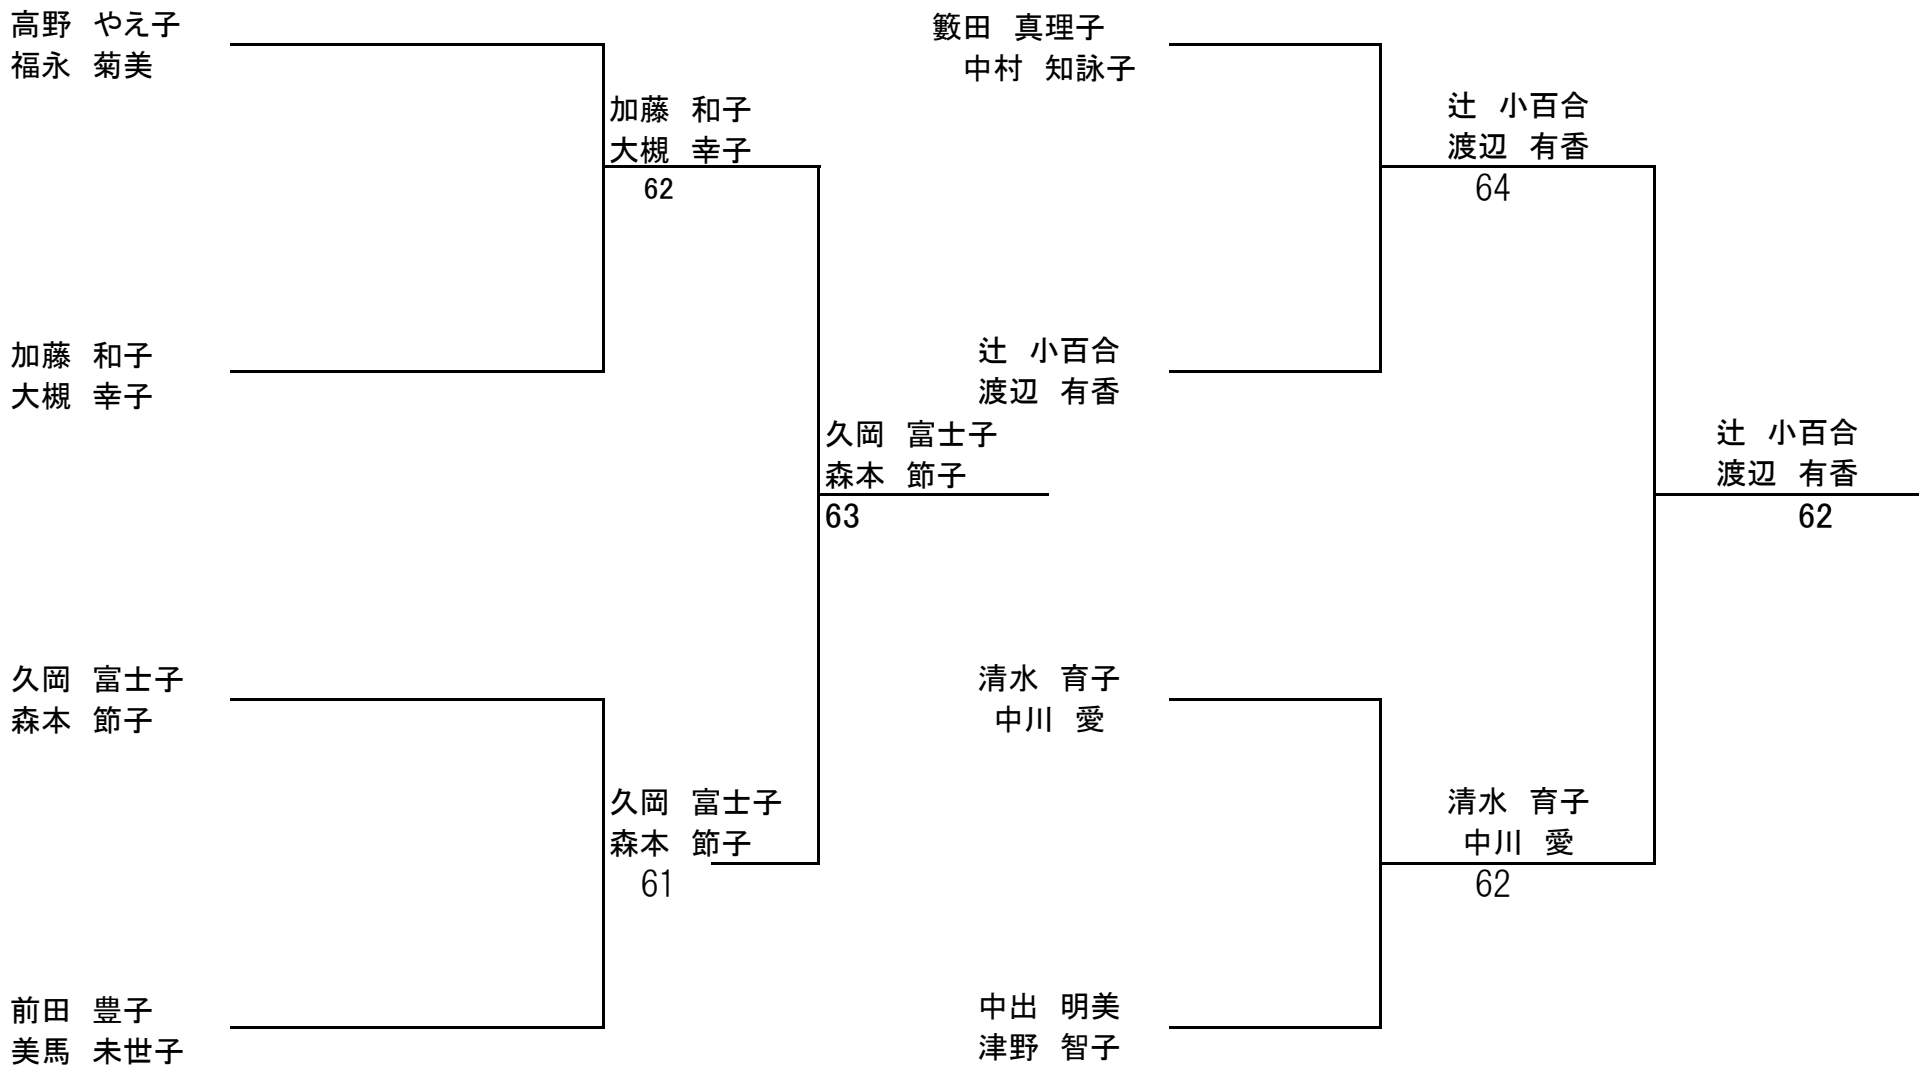 高野　やえ子
福永　菊美
加藤　和子
大槻　幸子
62
加藤　和子
大槻　幸子
久岡　富士子
森本　節子
63
久岡　富士子
森本　節子
久岡　富士子
森本　節子
61
前田　豊子
美馬　未世子
籔田　真理子
中村　知詠子
辻　小百合
渡辺　有香
64
辻　小百合
渡辺　有香
辻　小百合
渡辺　有香
62
清水　育子
中川　愛
清水　育子
中川　愛
62
中出　明美
津野　智子